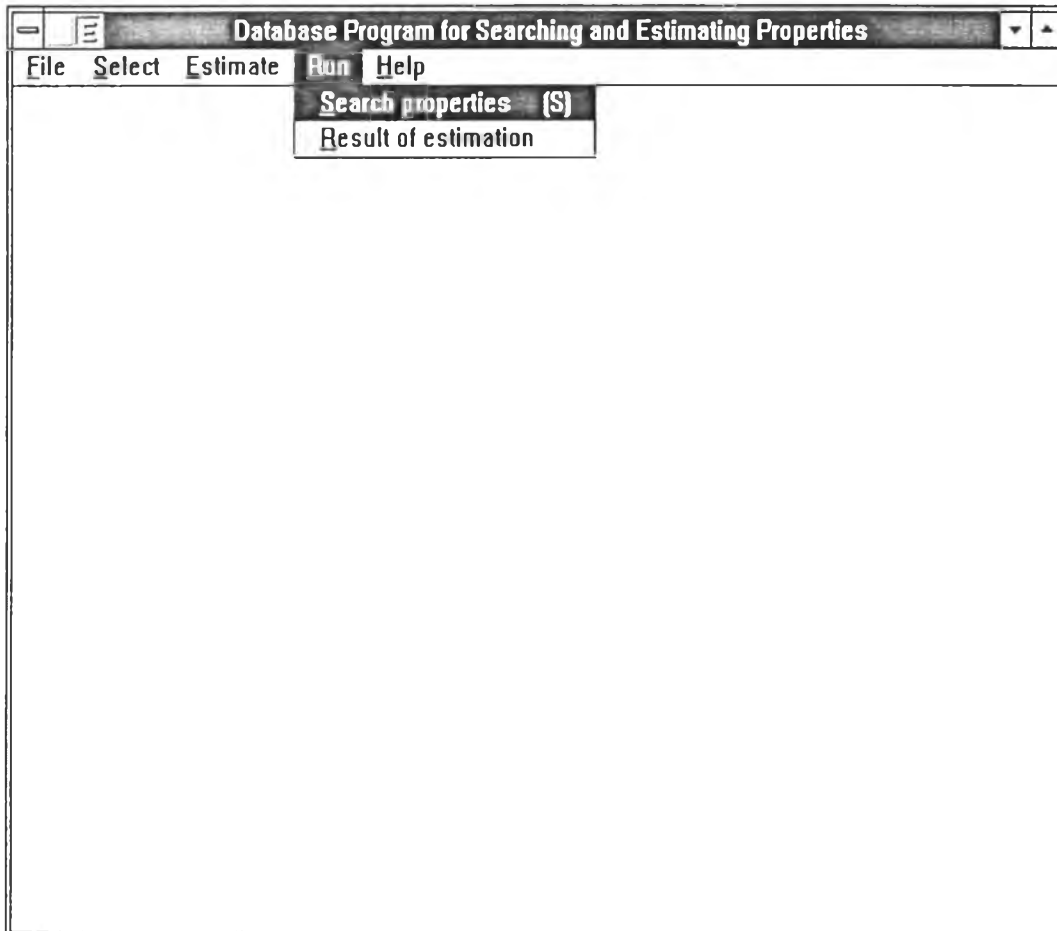 Database Program for Searching and Estimating Properties
File Select Estimate Run Help
Search properties (S)
Result of estimation